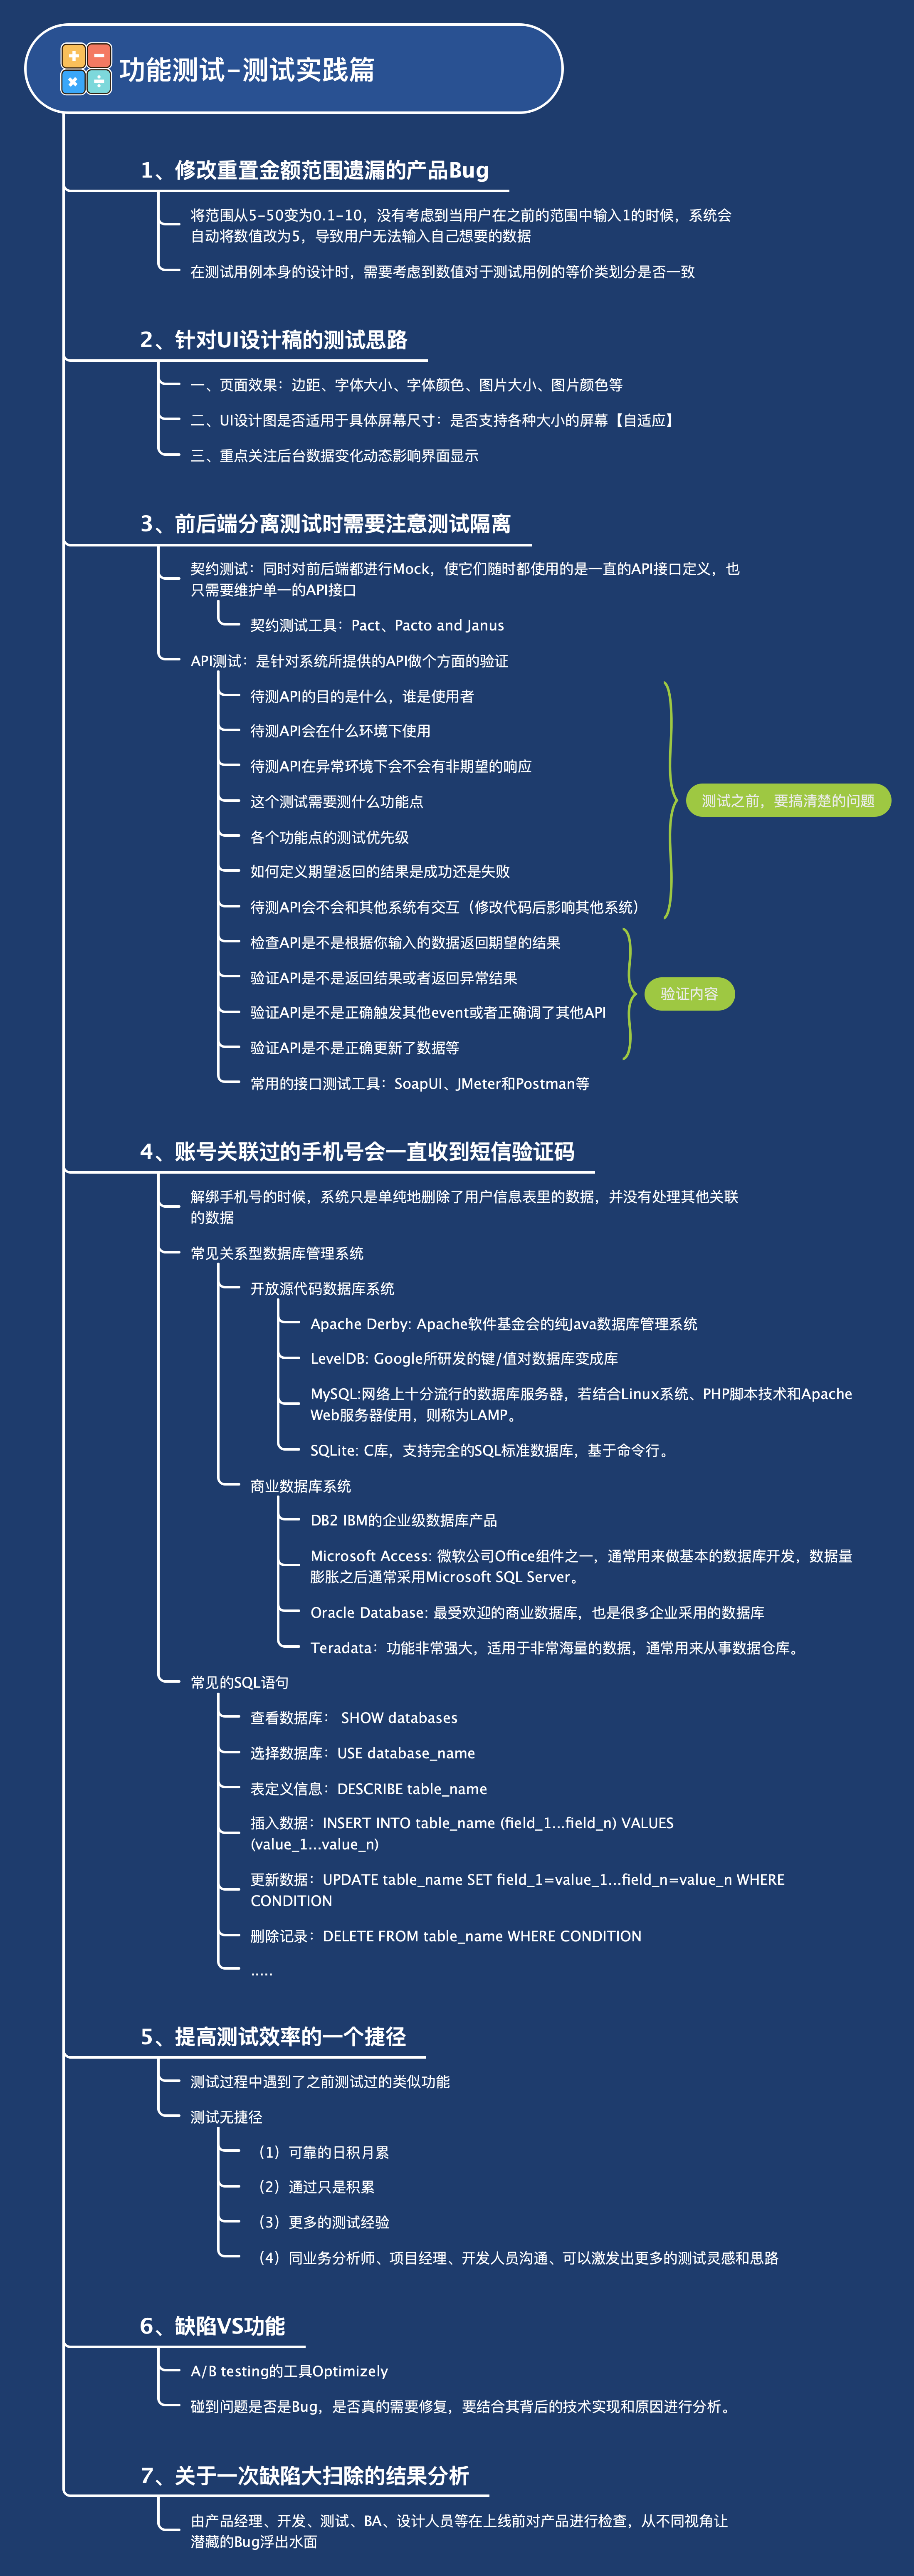 功能测试-测试实践篇
1、修改重置金额范围遗漏的产品Bug
将范围从5-50变为0.1-10，没有考虑到当用户在之前的范围中输入1的时候，系统会
自动将数值改为5，导致用户无法输入自己想要的数据
在测试用例本身的设计时，需要考虑到数值对于测试用例的等价类划分是否一致
2、针对UI设计稿的测试思路
一、页面效果：边距、字体大小、字体颜色、图片大小、图片颜色等
二、UI设计图是否适用于具体屏幕尺寸：是否支持各种大小的屏幕【自适应】
三、重点关注后台数据变化动态影响界面显示
3、前后端分离测试时需要注意测试隔离
契约测试：同时对前后端都进行Mock，使它们随时都使用的是一直的API接口定义，也
只需要维护单一的API接口
契约测试工具：Pact、Pacto and Janus
API测试：是针对系统所提供的API做个方面的验证
待测API的目的是什么，谁是使用者
待测API会在什么环境下使用
待测API在异常环境下会不会有非期望的响应
这个测试需要测什么功能点
测试之前，要搞清楚的问题
各个功能点的测试优先级
如何定义期望返回的结果是成功还是失败
待测API会不会和其他系统有交互（修改代码后影响其他系统）
检查API是不是根据你输入的数据返回期望的结果
验证API是不是返回结果或者返回异常结果
验证内容
验证API是不是正确触发其他event或者正确调了其他API
验证API是不是正确更新了数据等
常用的接口测试工具：SoapUI、JMeter和Postman等
4、账号关联过的手机号会一直收到短信验证码
解绑手机号的时候，系统只是单纯地删除了用户信息表里的数据，并没有处理其他关联
的数据
常见关系型数据库管理系统
开放源代码数据库系统
Apache Derby: Apache软件基金会的纯Java数据库管理系统
LevelDB: Google所研发的键/值对数据库变成库
MySQL:网络上十分流行的数据库服务器，若结合Linux系统、PHP脚本技术和Apache
Web服务器使用，则称为LAMP。
SQLite: C库，支持完全的SQL标准数据库，基于命令行。
商业数据库系统
DB2 IBM的企业级数据库产品
Microsoft Access: 微软公司Office组件之一，通常用来做基本的数据库开发，数据量
膨胀之后通常采用Microsoft SQL Server。
Oracle Database: 最受欢迎的商业数据库，也是很多企业采用的数据库
Teradata：功能非常强大，适用于非常海量的数据，通常用来从事数据仓库。
常见的SQL语句
查看数据库： SHOW databases
选择数据库：USE database_name
表定义信息：DESCRIBE table_name
插入数据：INSERT INTO table_name (field_1...field_n) VALUES
(value_1...value_n)
更新数据：UPDATE table_name SET field_1=value_1...field_n=value_n WHERE
CONDITION
删除记录：DELETE FROM table_name WHERE CONDITION
.....
5、提高测试效率的一个捷径
测试过程中遇到了之前测试过的类似功能
测试无捷径
（1）可靠的日积月累
（2）通过只是积累
（3）更多的测试经验
（4）同业务分析师、项目经理、开发人员沟通、可以激发出更多的测试灵感和思路
6、缺陷VS功能
A/B testing的工具Optimizely
碰到问题是否是Bug，是否真的需要修复，要结合其背后的技术实现和原因进行分析。
7、关于一次缺陷大扫除的结果分析
由产品经理、开发、测试、BA、设计人员等在上线前对产品进行检查，从不同视角让
潜藏的Bug浮出水面